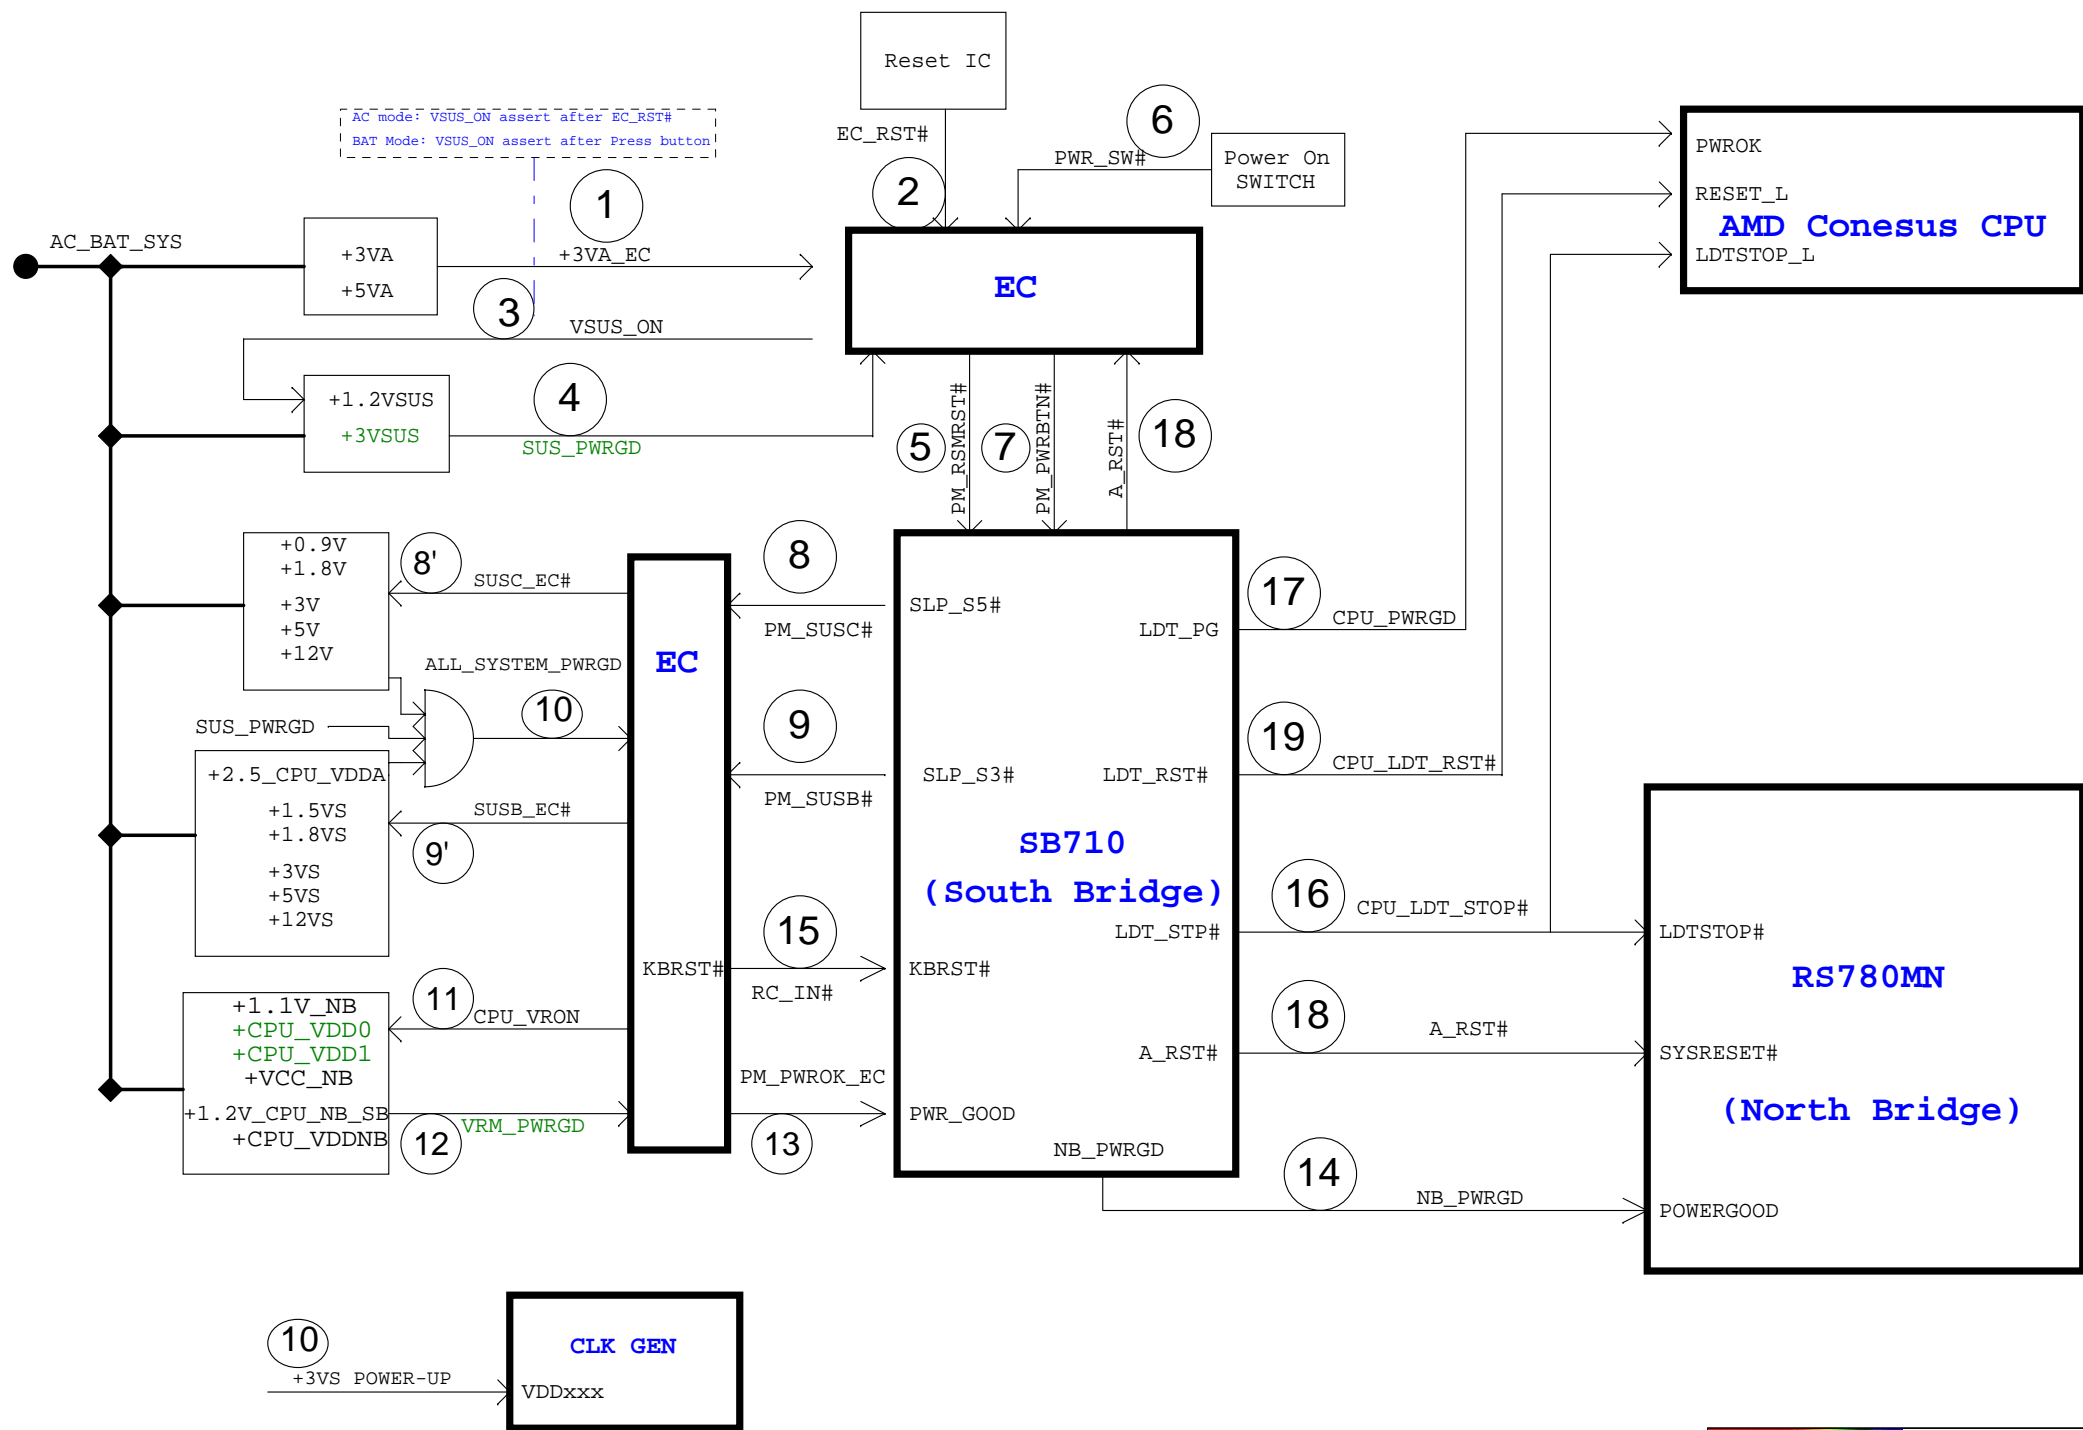 Reset IC
AC mode: VSUS_ON assert after EC_RST#
BAT Mode: VSUS_ON assert after Press button
EC_RST#
6
PWR_SW#
Power On
SWITCH
PWROK
RESET_L
AMD Conesus CPU
LDTSTOP_L
2
1
AC_BAT_SYS
+3VA
+5VA
+3VA_EC
EC
3
VSUS_ON
+1.2VSUS
+3VSUS
4
SUS_PWRGD
5
PM_RSMRST#
7
PM_PWRBTN#
A_RST#
18
+0.9V
+1.8V
+3V
+5V
+12V
8'
SUSC_EC#
8
PM_SUSC#
SLP_S5#
LDT_PG
17
CPU_PWRGD
EC
ALL_SYSTEM_PWRGD
10
SUS_PWRGD
9
PM_SUSB#
SLP_S3#
LDT_RST#
19
CPU_LDT_RST#
+2.5_CPU_VDDA
+1.5VS
+1.8VS
+3VS
+5VS
+12VS
SUSB_EC#
9'
SB710
(South Bridge)
LDT_STP#
16
CPU_LDT_STOP#
LDTSTOP#
15
KBRST#
RC_IN#
KBRST#
RS780MN
+1.1V_NB
+CPU_VDD0
+CPU_VDD1
+VCC_NB
+1.2V_CPU_NB_SB
+CPU_VDDNB
11
CPU_VRON
A_RST#
18
A_RST#
SYSRESET#
12
VRM_PWRGD
PM_PWROK_EC
13
PWR_GOOD
(North Bridge)
NB_PWRGD
14
NB_PWRGD
POWERGOOD
10
+3VS POWER-UP
CLK GEN
VDDxxx